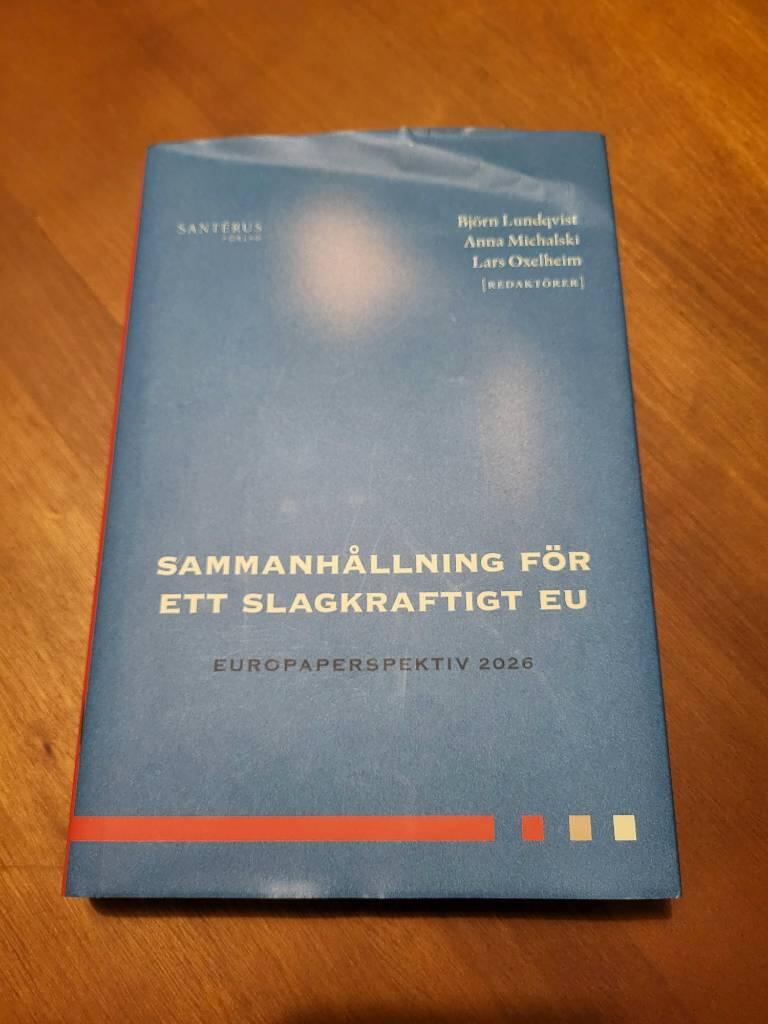 SANTÉRUS
FÖRLAG
Björn Lundqvist
Anna Michalski
Lars Oxelheim
[REDAKTÖRER]
SAMMANHÅLLNING FÖR
ETT SLAGKRAFTIGT EU
EUROPAPERSPEKTIV 2026